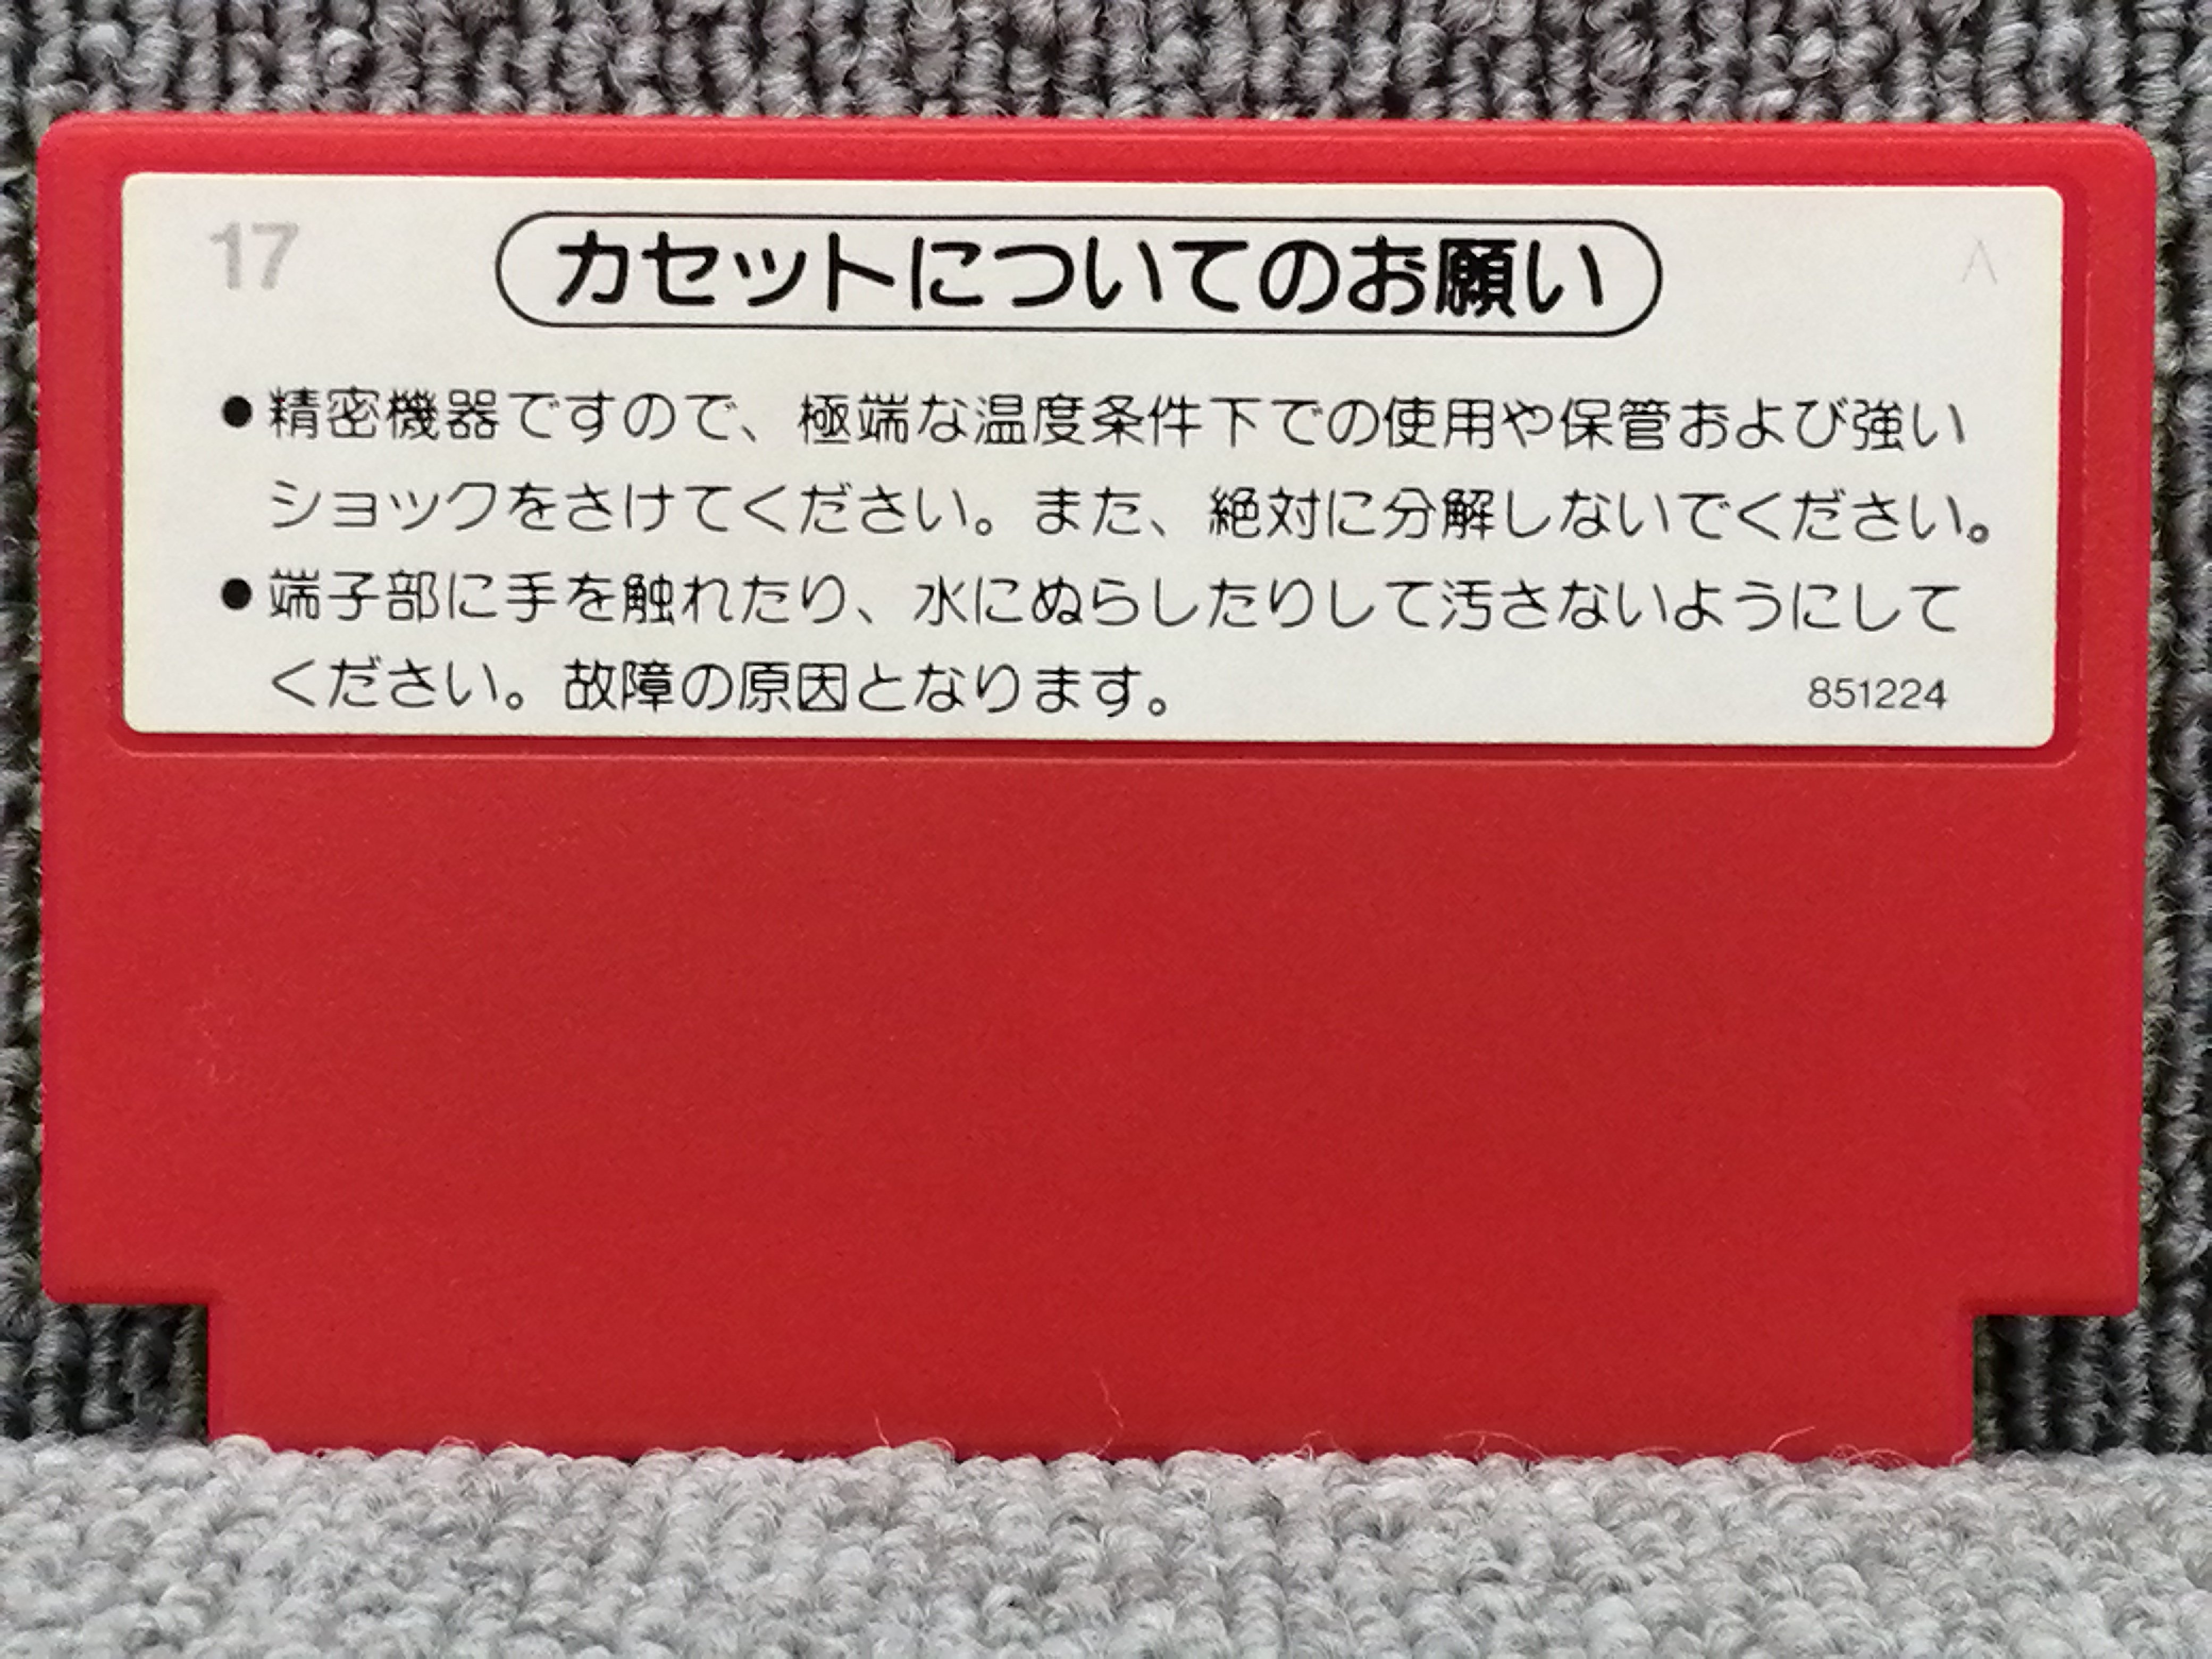 17
カセットについてのお願い
●精密機器ですので、極端な温度条件下での使用や保管および強い
ショックをさけてください。また、絶対に分解しないでください。
●端子部に手を触れたり、水にぬらしたりして汚さないようにして
ください。故障の原因となります。
851224